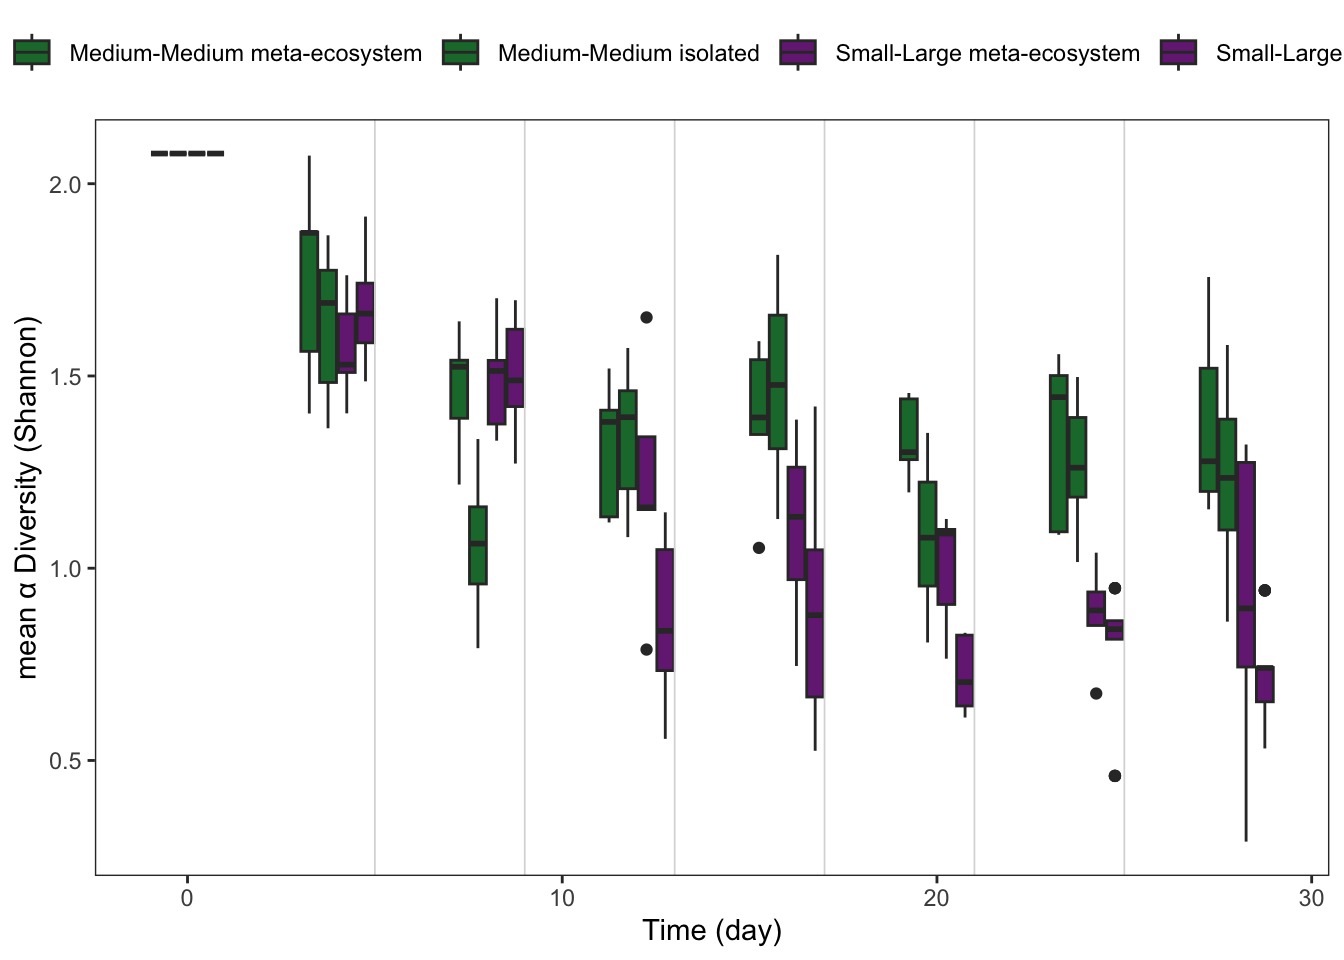 Medium-Medium meta-ecosystem Medium-Medium isolated Small-Large meta-ecosystem Small-Large
mean α Diversity (Shannon)
2.0
1.5
1.0
0.5
0 10 20 30
Time (day)